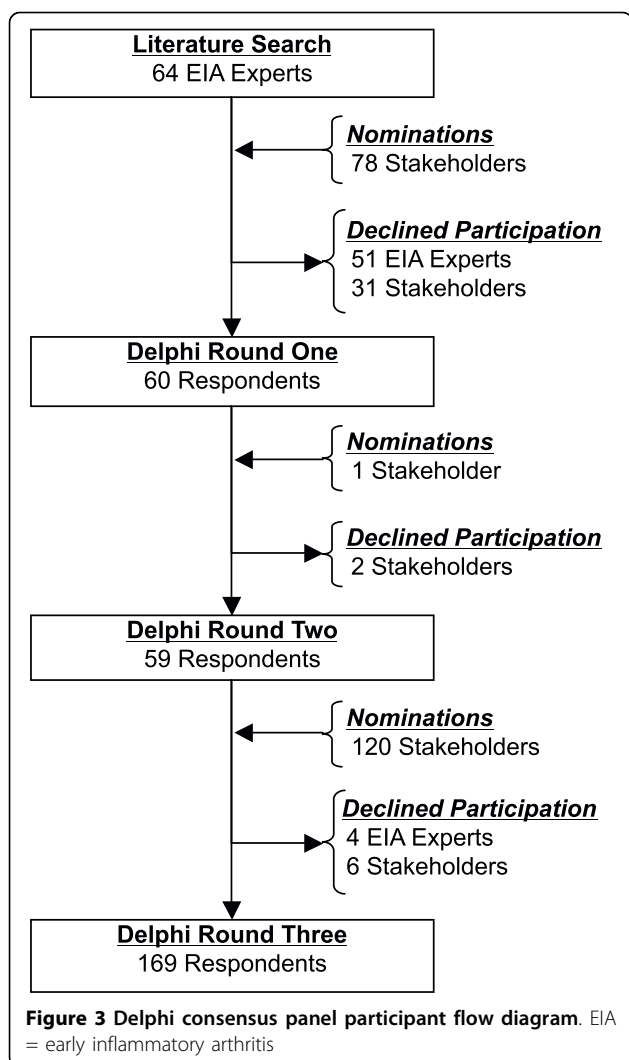 Literature Search
64 EIA Experts
Nominations
78 Stakeholders
Declined Participation
51 EIA Experts
31 Stakeholders
Delphi Round One
60 Respondents
Nominations
1 Stakeholder
Declined Participation
2 Stakeholders
Delphi Round Two
59 Respondents
Nominations
120 Stakeholders
Declined Participation
4 EIA Experts
6 Stakeholders
Delphi Round Three
169 Respondents
Figure 3 Delphi consensus panel participant flow diagram. EIA
= early inflammatory arthritis